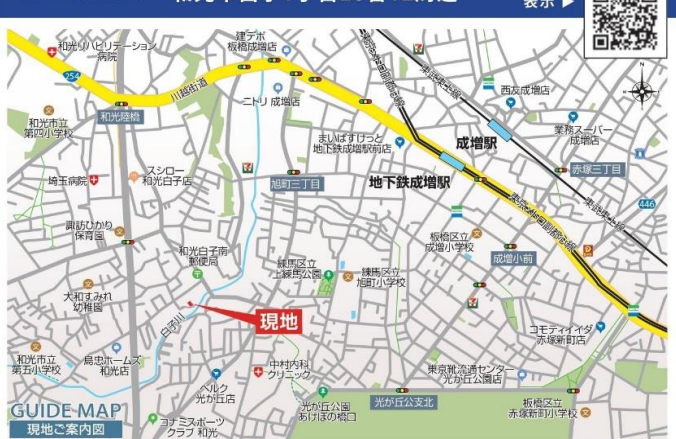 表示 ▶
和光リハビリテーション
病院
建デポ
板橋成増店
254
川越街道
ニトリ 成増店
和光市立
第四小学校
和光陸橋
まいばすけっと
地下鉄成増駅前店
成増駅
西友成増店
業務スーパー
成増店
東武東上線
N
埼玉病院
スシロー
和光白子店
旭町三丁目
地下鉄成増駅
赤塚三丁目
446
東武東上線
諏訪ひかり
保育園
和光白子南
郵便局
練馬区立
上練馬公園
練馬区立
旭町小学校
板橋区立
成増小学校
成増小前
大和すみれ
幼稚園
白子川
現地
コモディイイダ
赤塚新町店
和光市立
第五小学校
島忠ホームズ
和光店
中村内科
クリニック
東京靴流通センター
光が丘公園店
ベルク
光が丘店
光が丘公園
あけぼの橋口
光が丘公支北
板橋区立
赤塚新町小学校
コナミスポーツ
クラブ 和光
GUIDE MAP
現地ご案内図